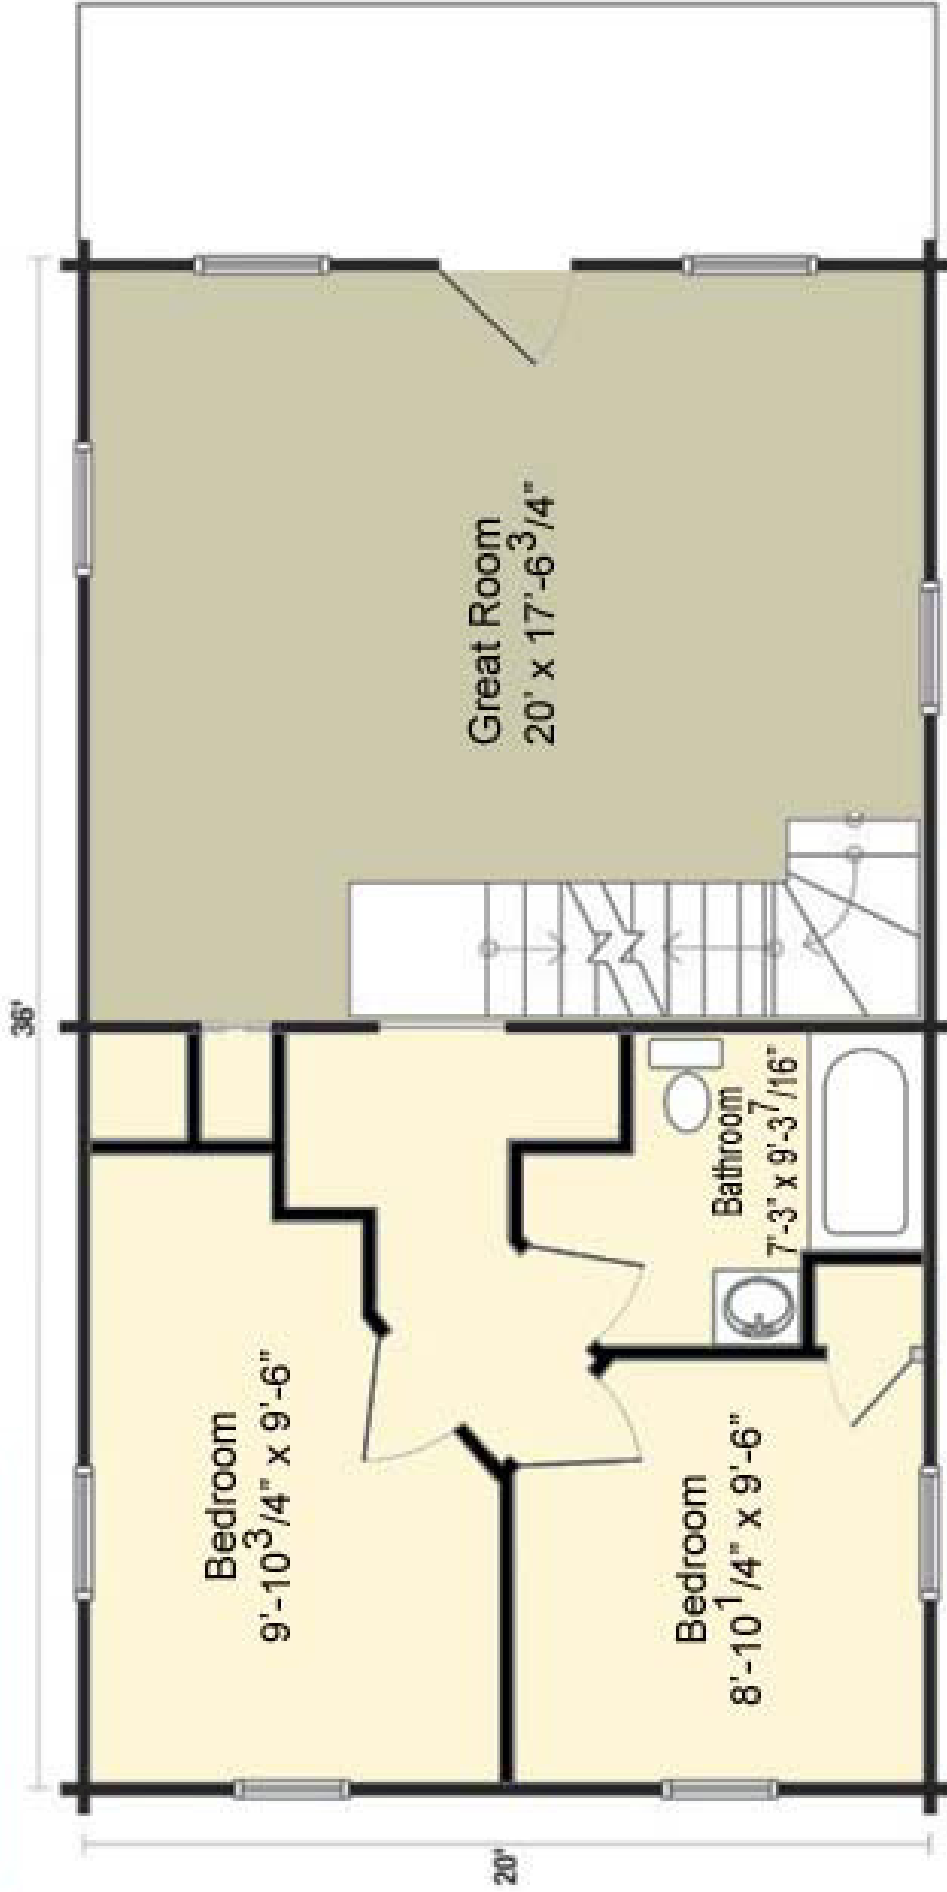 36'
Great Room
20' x 17'-6 3/4"
Bathroom
7'-3" x 9'-3 7/16"
Bedroom
9'-10 3/4" x 9'-6"
Bedroom
8'-10 1/4" x 9'-6"
20'